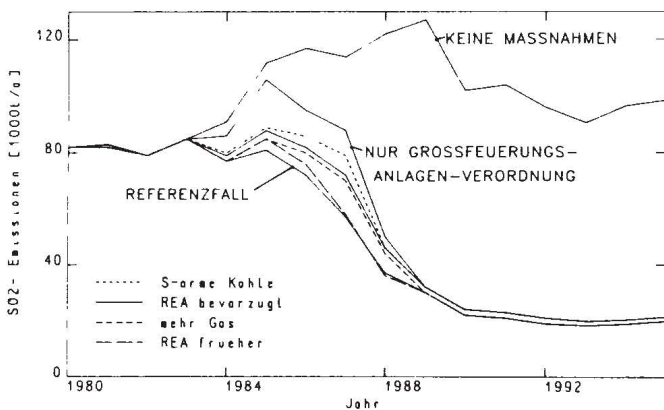 120
KEINE MASSNAHMEN
80
NUR GROSSFEUERUNGS-
ANLAGEN-VERORDNUNG
REFERENZFALL
SO2- Emissionen [1000t/a]
40
S-arme Kohle
REA bevorzugt
mehr Gas
REA frueher
0
1980
1984
1988
1992
Jahr